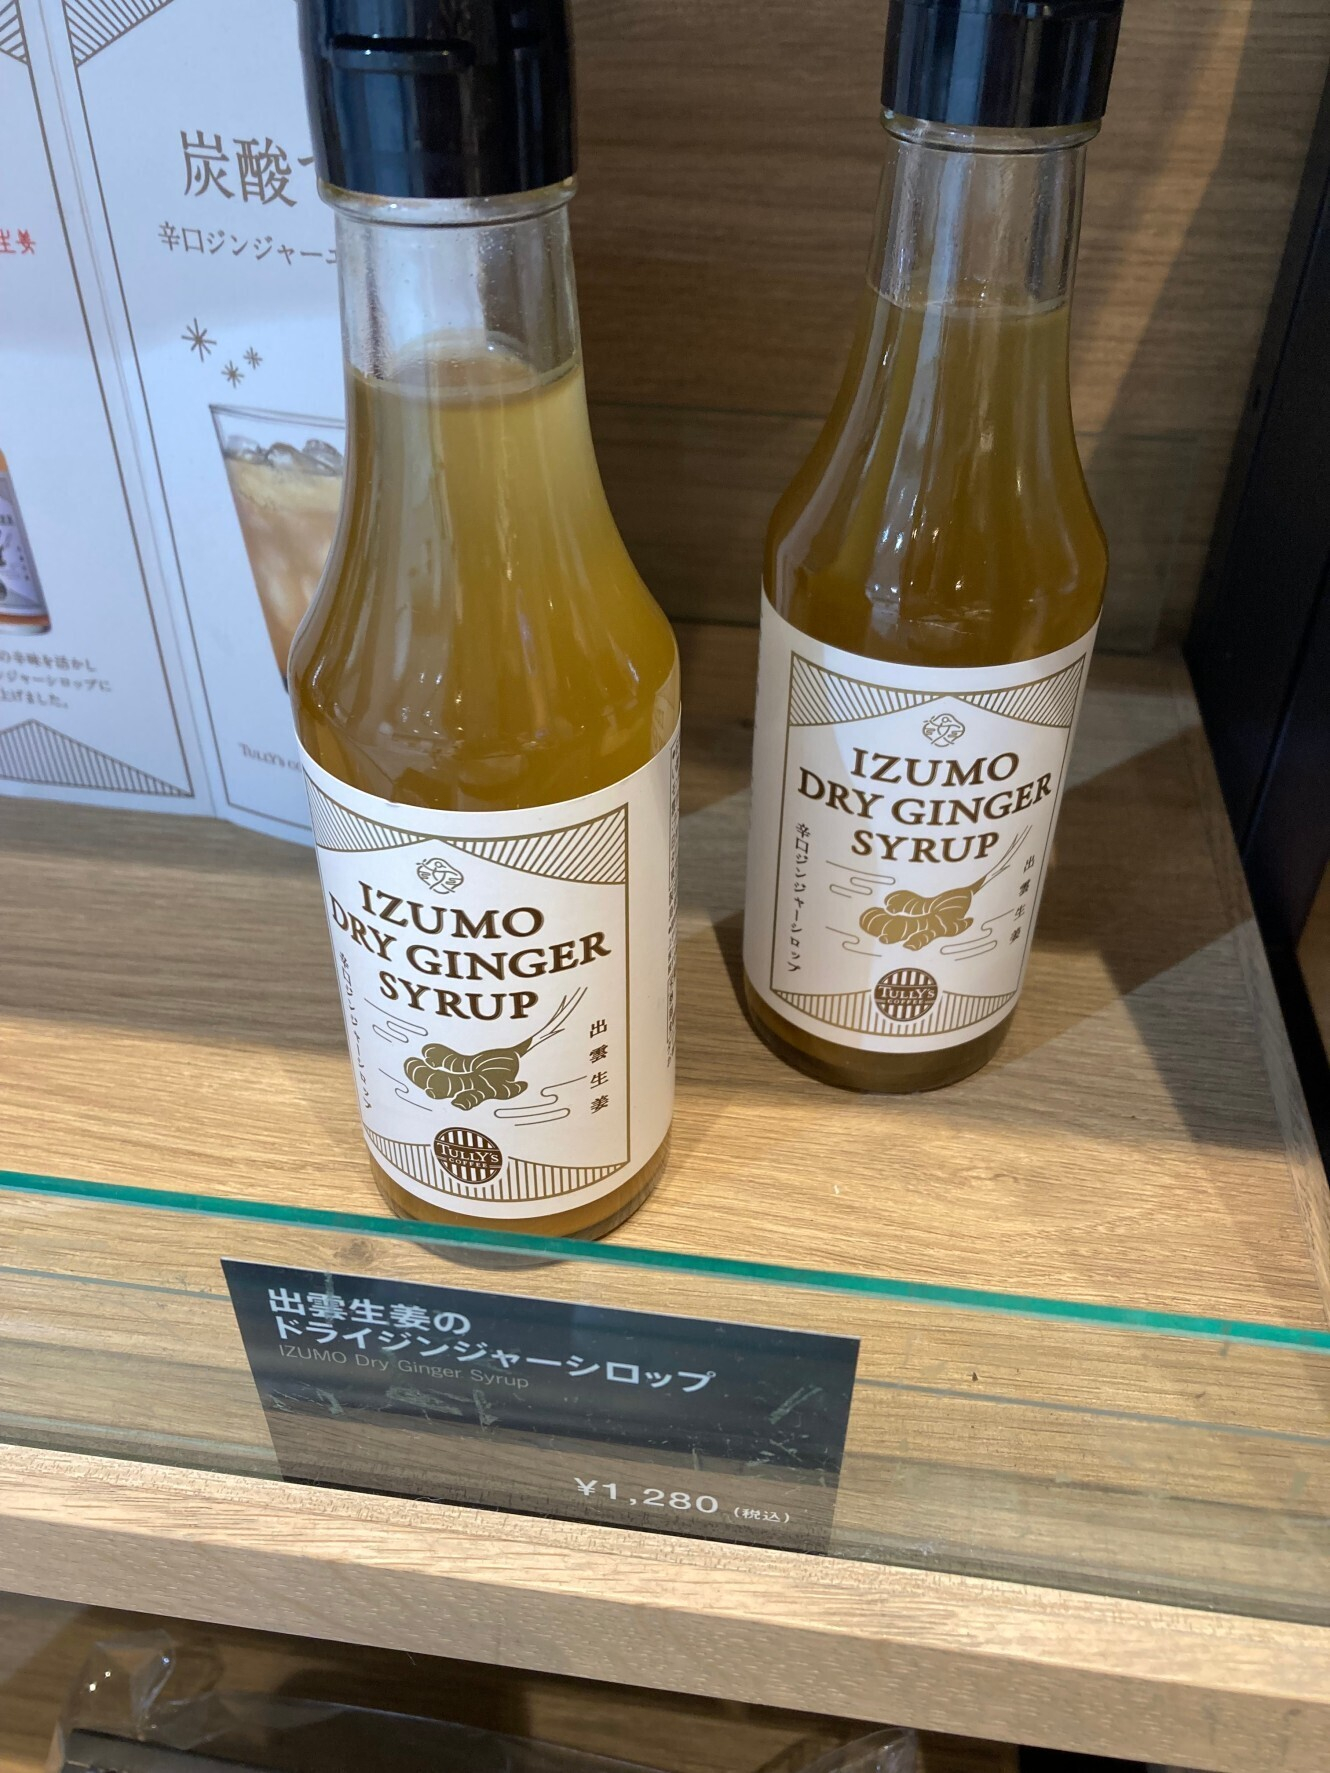 生姜
の辛味を活かし
ンジャーシロップに
上げました。
炭酸
辛口ジンジャーエ
TULLY'S
IZUMO
DRY GINGER
SYRUP
辛口ジンジャーシロップ
出雲生姜
TULLY'S
COFFEE
IZUMO
DRY GINGER
SYRUP
辛口ジンジャーシロップ
出雲生姜
TULLY'S
COFFEE
出雲生姜の
ドライジンジャーシロップ
IZUMO Dry Ginger Syrup
¥1,280 (税込)